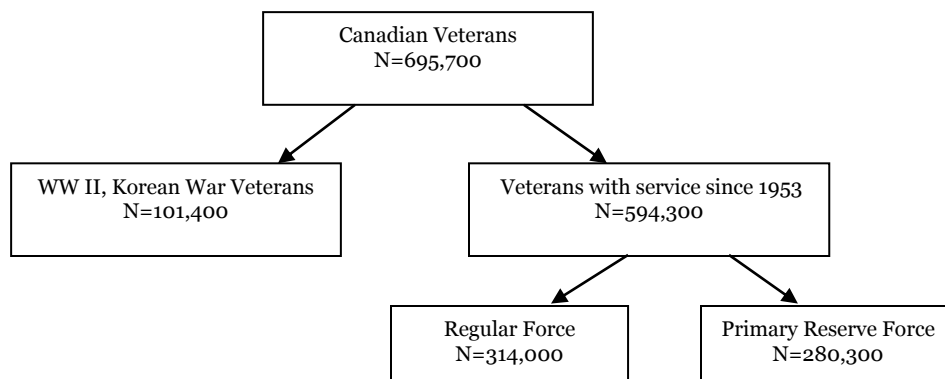 Canadian Veterans
N=695,700
WW II, Korean War Veterans
N=101,400
Veterans with service since 1953
N=594,300
Regular Force
N=314,000
Primary Reserve Force
N=280,300